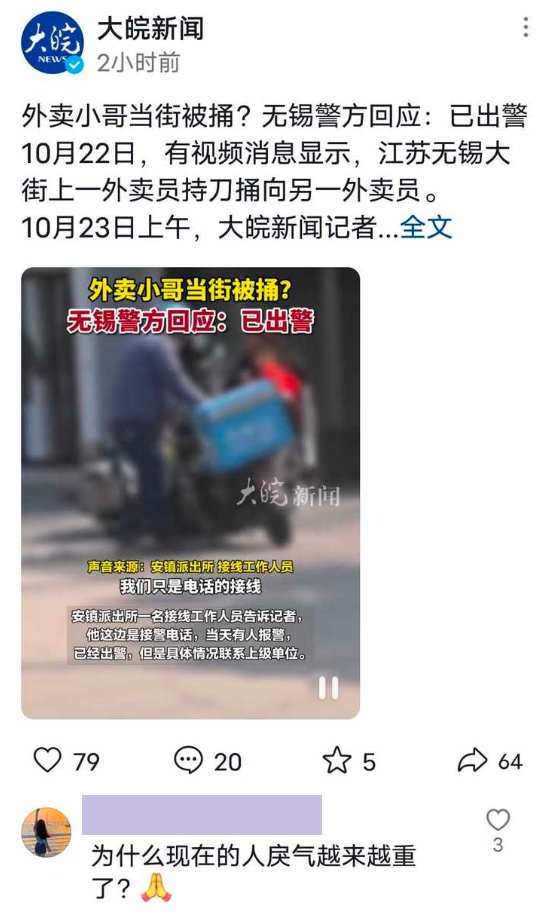 大皖
NEWS
大皖新闻
2小时前
外卖小哥当街被捅？无锡警方回应：已出警
10月22日，有视频消息显示，江苏无锡大
街上一外卖员持刀捅向另一外卖员。
10月23日上午，大皖新闻记者...全文
外卖小哥当街被捅？
无锡警方回应：已出警
大皖新闻
声音来源：安镇派出所 接线工作人员
我们只是电话的接线
安镇派出所一名接线工作人员告诉记者，
他这边是接警电话，当天有人报警，
已经出警，但是具体情况联系上级单位。
79
20
5
64
为什么现在的人戾气越来越重
了？🙏
3